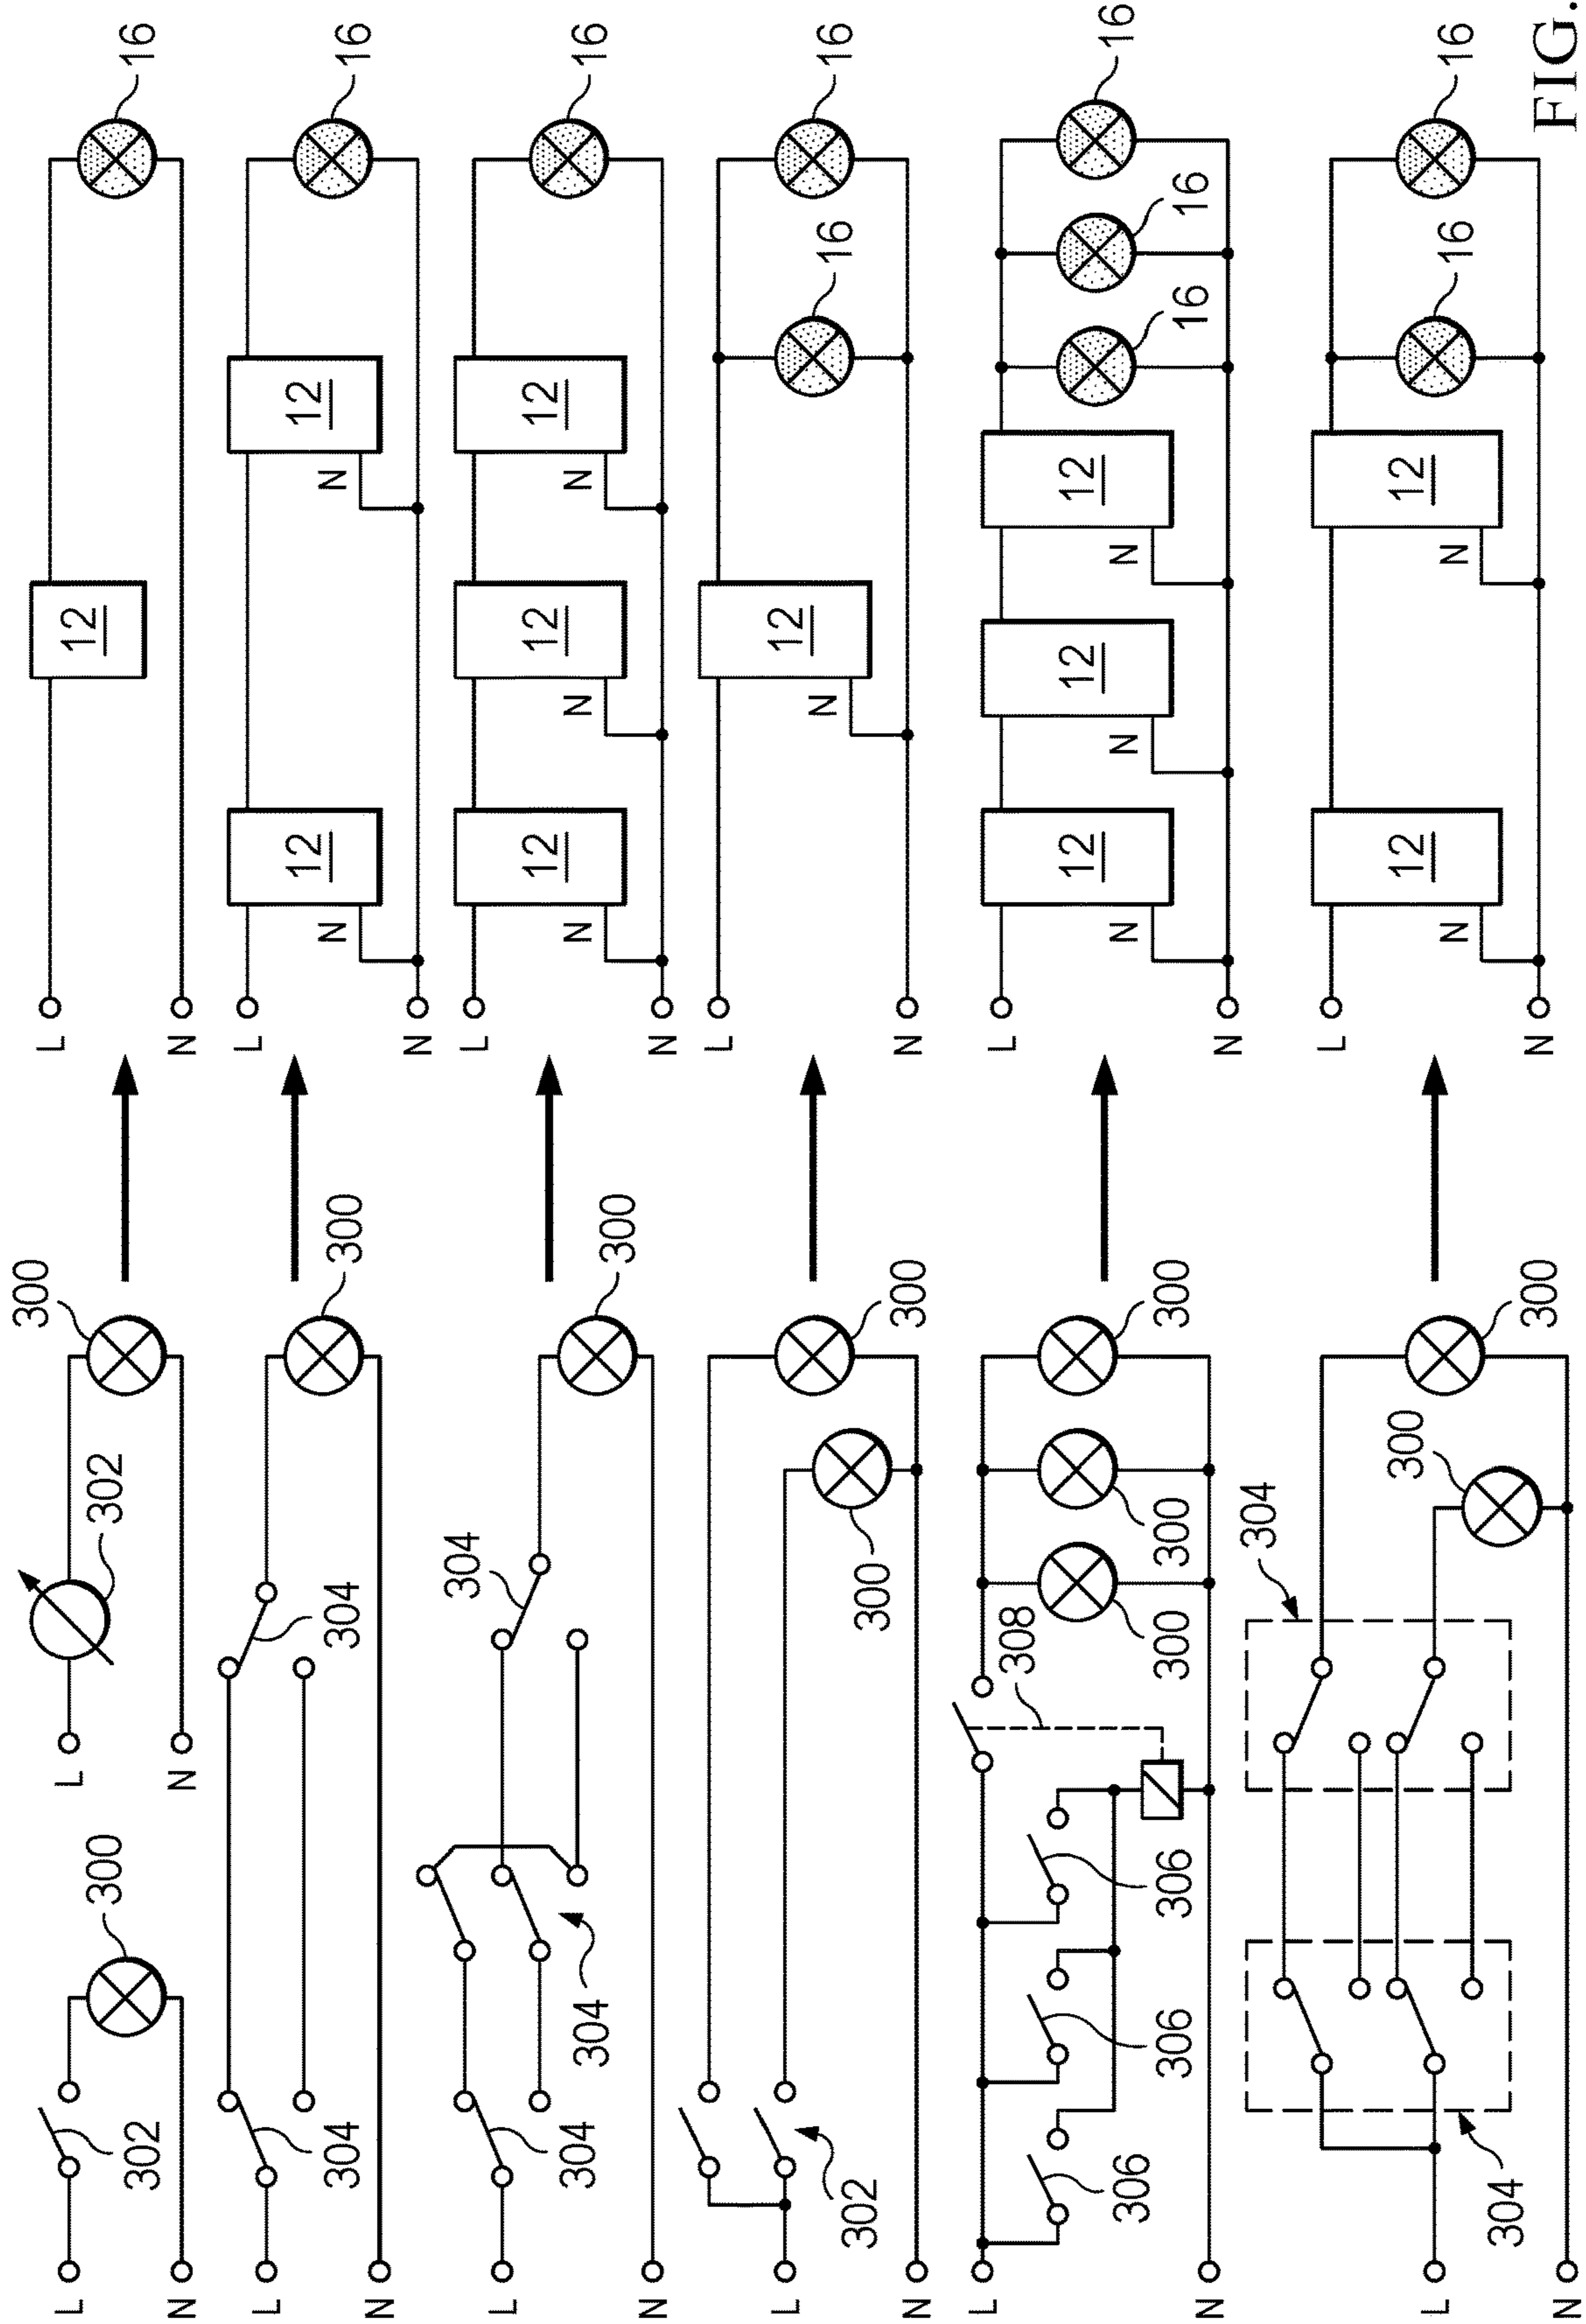 L 302 300 L 302 300
N N
L 12 16
N
L 304 304 300
N
L 12 12 16
N N
N
L 304 304 304 300
N
L 12 12 12 16
N N N
N
L 302 300 300
N
L 12 16 16
N
N
L 306 306 306 308 300 300 300
N
L 12 12 12 16 16 16
N N N
N
L 304 304 300 300
N
L 12 12 16 16
N N
N
FIG.